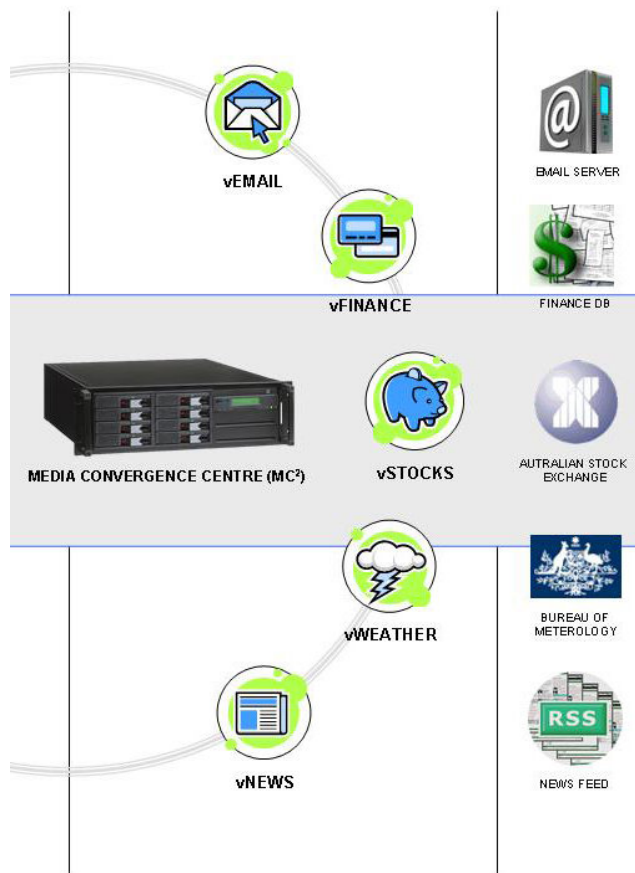 vEMAIL
@
EMAIL SERVER
$
vFINANCE
FINANCE DB
MEDIA CONVERGENCE CENTRE (MC²)
vSTOCKS
AUTRALIAN STOCK
EXCHANGE
vWEATHER
BUREAU OF
METEROLOGY
RSS
vNEWS
NEWS FEED